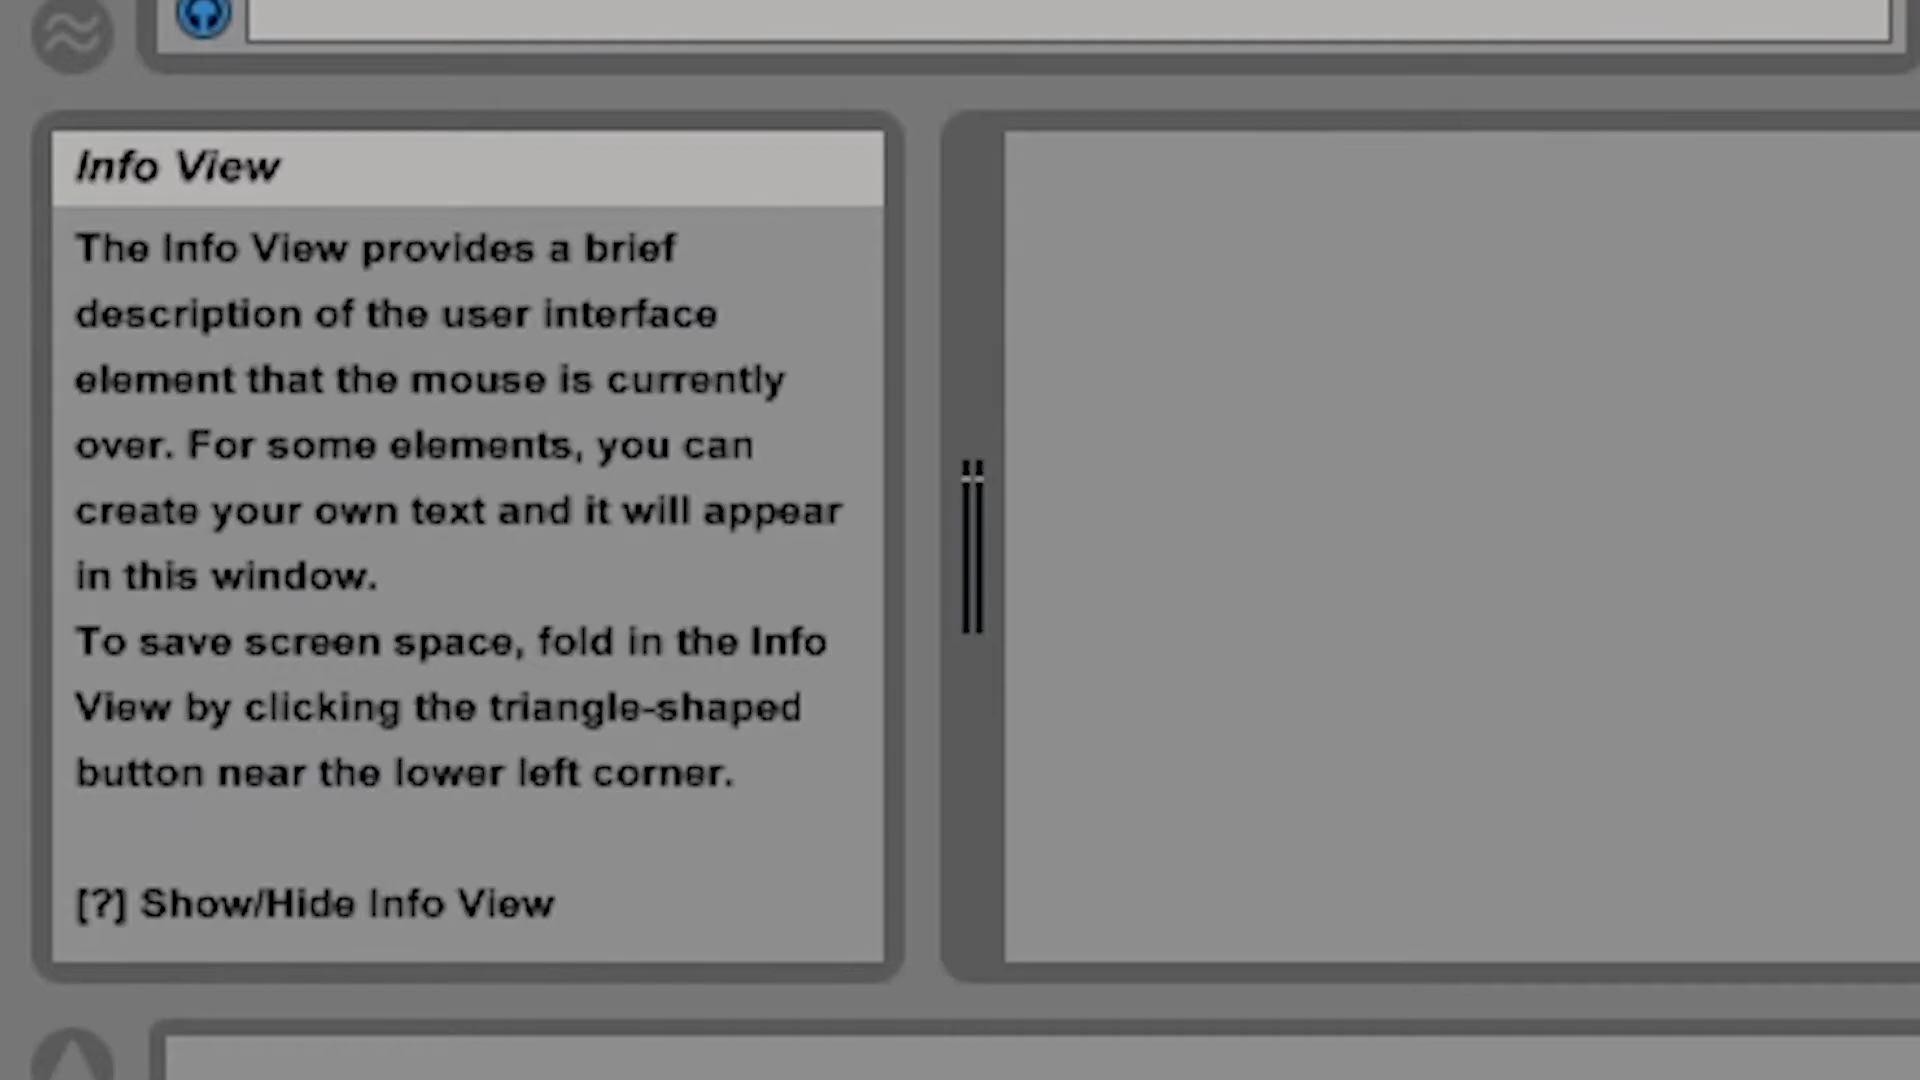 Info View
The Info View provides a brief
description of the user interface
element that the mouse is currently
over. For some elements, you can
create your own text and it will appear
in this window.
To save screen space, fold in the Info
View by clicking the triangle-shaped
button near the lower left corner.
[?] Show/Hide Info View